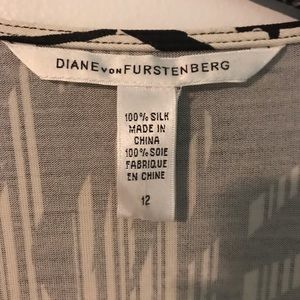 DIANE VON FURSTENBERG
100% SILK
MADE IN
CHINA
100% SOIE
FABRIQUE
EN CHINE
12